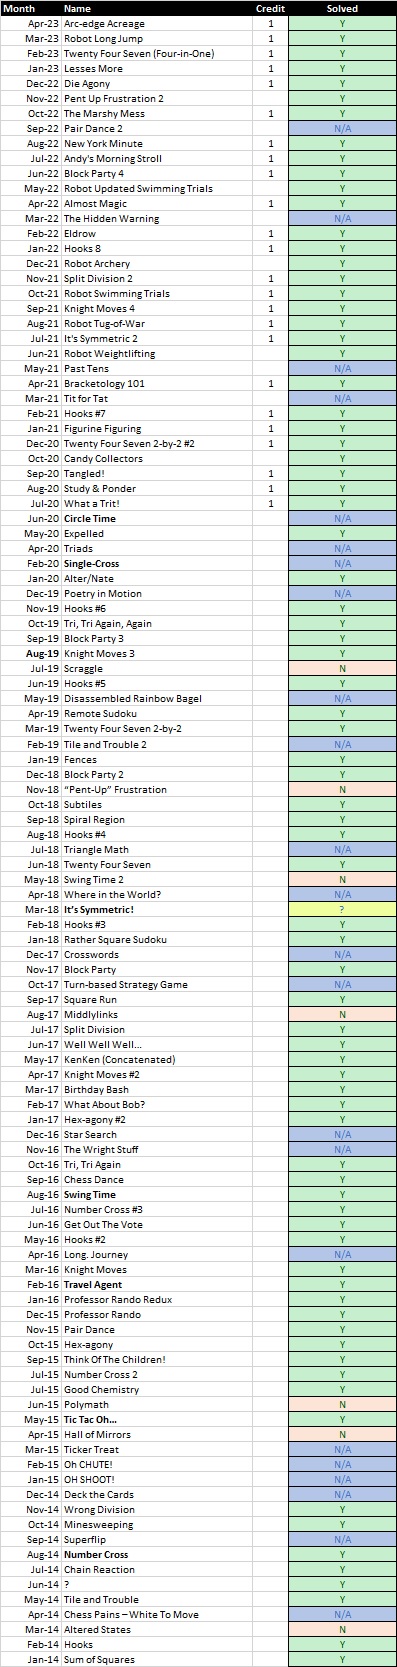 Month Name Credit Solved
Apr-23 Arc-edge Acreage 1 Y
Mar-23 Robot Long Jump 1 Y
Feb-23 Twenty Four Seven (Four-in-One) 1 Y
Jan-23 Lesses More 1 Y
Dec-22 Die Agony 1 Y
Nov-22 Pent Up Frustration 2 Y
Oct-22 The Marshy Mess 1 Y
Sep-22 Pair Dance 2 N/A
Aug-22 New York Minute 1 Y
Jul-22 Andy's Morning Stroll 1 Y
Jun-22 Block Party 4 1 Y
May-22 Robot Updated Swimming Trials Y
Apr-22 Almost Magic 1 Y
Mar-22 The Hidden Warning N/A
Feb-22 Eldrow 1 Y
Jan-22 Hooks 8 1 Y
Dec-21 Robot Archery Y
Nov-21 Split Division 2 1 Y
Oct-21 Robot Swimming Trials 1 Y
Sep-21 Knight Moves 4 1 Y
Aug-21 Robot Tug-of-War 1 Y
Jul-21 It's Symmetric 2 1 Y
Jun-21 Robot Weightlifting Y
May-21 Past Tens N/A
Apr-21 Bracketology 101 1 Y
Mar-21 Tit for Tat N/A
Feb-21 Hooks #7 1 Y
Jan-21 Figurine Figuring 1 Y
Dec-20 Twenty Four Seven 2-by-2 #2 1 Y
Oct-20 Candy Collectors Y
Sep-20 Tangled! 1 Y
Aug-20 Study & Ponder 1 Y
Jul-20 What a Trit! 1 Y
Jun-20 Circle Time N/A
May-20 Expelled Y
Apr-20 Triads N/A
Feb-20 Single-Cross N/A
Jan-20 Alter/Nate Y
Dec-19 Poetry in Motion N/A
Nov-19 Hooks #6 Y
Oct-19 Tri, Tri Again, Again Y
Sep-19 Block Party 3 Y
Aug-19 Knight Moves 3 Y
Jul-19 Scraggle N
Jun-19 Hooks #5 Y
May-19 Disassembled Rainbow Bagel N/A
Apr-19 Remote Sudoku Y
Mar-19 Twenty Four Seven 2-by-2 Y
Feb-19 Tile and Trouble 2 N/A
Jan-19 Fences Y
Dec-18 Block Party 2 Y
Nov-18 “Pent-Up” Frustration N
Oct-18 Subtiles Y
Sep-18 Spiral Region Y
Aug-18 Hooks #4 Y
Jul-18 Triangle Math N/A
Jun-18 Twenty Four Seven Y
May-18 Swing Time 2 N
Apr-18 Where in the World? N/A
Mar-18 It’s Symmetric! ?
Feb-18 Hooks #3 Y
Jan-18 Rather Square Sudoku Y
Dec-17 Crosswords N/A
Nov-17 Block Party Y
Oct-17 Turn-based Strategy Game N/A
Sep-17 Square Run Y
Aug-17 Middlylinks N
Jul-17 Split Division Y
Jun-17 Well Well Well... Y
May-17 KenKen (Concatenated) Y
Apr-17 Knight Moves #2 Y
Mar-17 Birthday Bash Y
Feb-17 What About Bob? Y
Jan-17 Hex-agony #2 Y
Dec-16 Star Search N/A
Nov-16 The Wright Stuff N/A
Oct-16 Tri, Tri Again Y
Sep-16 Chess Dance Y
Aug-16 Swing Time Y
Jul-16 Number Cross #3 Y
Jun-16 Get Out The Vote Y
May-16 Hooks #2 Y
Apr-16 Long. Journey N/A
Mar-16 Knight Moves Y
Feb-16 Travel Agent Y
Jan-16 Professor Rando Redux Y
Dec-15 Professor Rando Y
Nov-15 Pair Dance Y
Oct-15 Hex-agony Y
Sep-15 Think Of The Children! Y
Jul-15 Number Cross 2 Y
Jul-15 Good Chemistry Y
Jun-15 Polymath N
May-15 Tic Tac Oh... Y
Apr-15 Hall of Mirrors N
Mar-15 Ticker Treat N/A
Feb-15 Oh CHUTE! N/A
Jan-15 OH SHOOT! N/A
Dec-14 Deck the Cards N/A
Nov-14 Wrong Division Y
Oct-14 Minesweeping Y
Sep-14 Superflip N/A
Aug-14 Number Cross Y
Jul-14 Chain Reaction Y
Jun-14 ? Y
May-14 Tile and Trouble Y
Apr-14 Chess Pains – White To Move N/A
Mar-14 Altered States N
Feb-14 Hooks Y
Jan-14 Sum of Squares Y